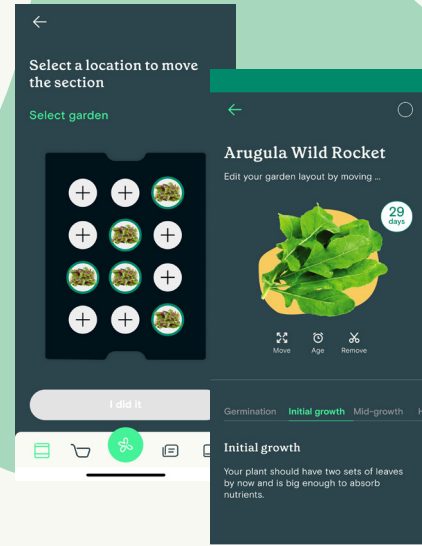 Select a location to move
the section
Select garden
I did it
Arugula Wild Rocket
Edit your garden layout by moving ...
29
days
Move Age Remove
Germination Initial growth Mid-growth H
Initial growth
Your plant should have two sets of leaves
by now and is big enough to absorb
nutrients.